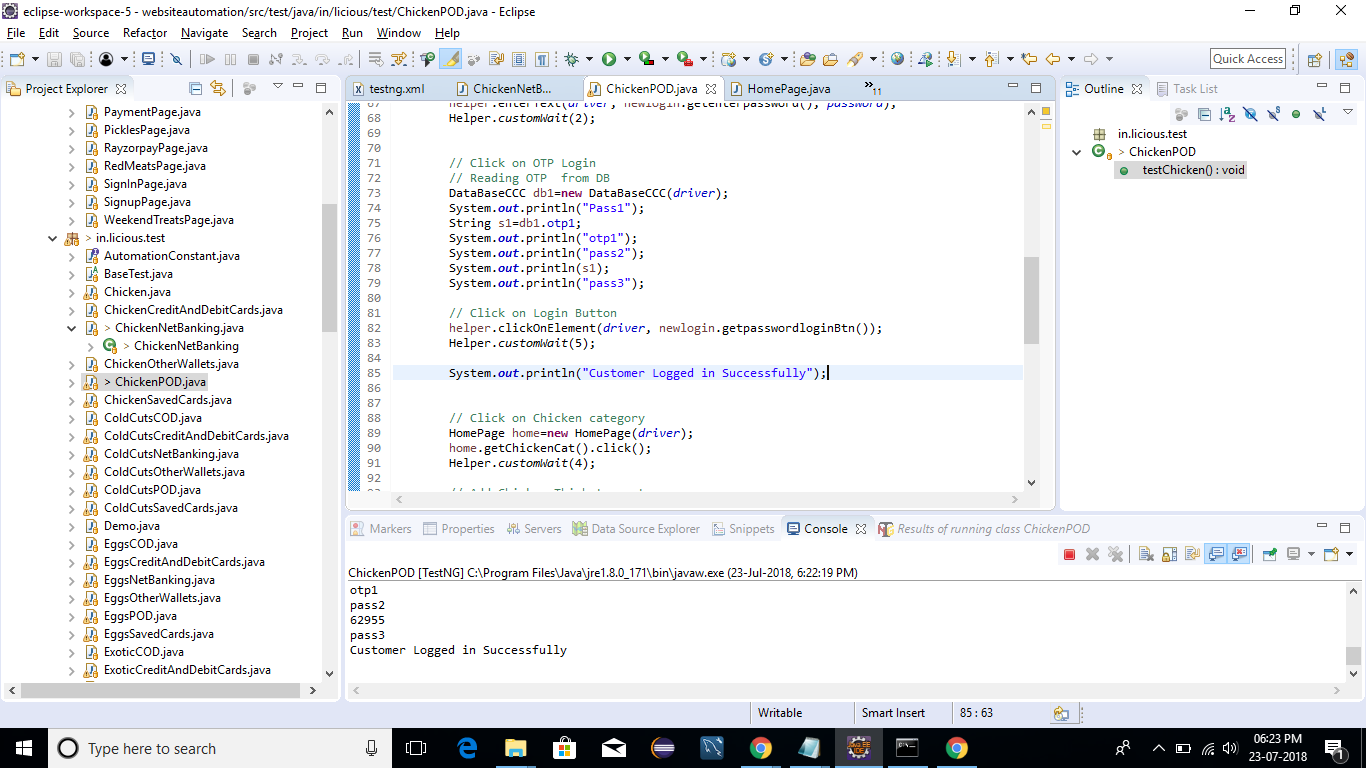 eclipse-workspace-5 - websiteautomation/src/test/java/in/licious/test/ChickenPOD.java - Eclipse
File Edit Source Refactor Navigate Search Project Run Window Help
Quick Access
Project Explorer
PaymentPage.java
PicklesPage.java
RayzorpayPage.java
RedMeatsPage.java
SignInPage.java
SignupPage.java
WeekendTreatsPage.java
> in.licious.test
AutomationConstant.java
BaseTest.java
Chicken.java
ChickenCreditAndDebitCards.java
> ChickenNetBanking.java
> ChickenNetBanking
ChickenOtherWallets.java
> ChickenPOD.java
ChickenSavedCards.java
ColdCutsCOD.java
ColdCutsCreditAndDebitCards.java
ColdCutsNetBanking.java
ColdCutsOtherWallets.java
ColdCutsPOD.java
ColdCutsSavedCards.java
Demo.java
EggsCOD.java
EggsCreditAndDebitCards.java
EggsNetBanking.java
EggsOtherWallets.java
EggsPOD.java
EggsSavedCards.java
ExoticCOD.java
ExoticCreditAndDebitCards.java
testng.xml ChickenNetB... ChickenPOD.java HomePage.java »11
67 helper.enterText(driver, newlogin.getenterpassword(), password);
68 Helper.customWait(2);
69
70
71 // Click on OTP Login
72 // Reading OTP  from DB
73 DataBaseCCC db1=new DataBaseCCC(driver);
74 System.out.println("Pass1");
75 String s1=db1.otp1;
76 System.out.println("otp1");
77 System.out.println("pass2");
78 System.out.println(s1);
79 System.out.println("pass3");
80
81 // Click on Login Button
82 helper.clickOnElement(driver, newlogin.getpasswordloginBtn());
83 Helper.customWait(5);
84
85 System.out.println("Customer Logged in Successfully");
86
87
88 // Click on Chicken category
89 HomePage home=new HomePage(driver);
90 home.getChickenCat().click();
91 Helper.customWait(4);
92
Outline Task List
in.licious.test
> ChickenPOD
testChicken() : void
Markers Properties Servers Data Source Explorer Snippets Console Results of running class ChickenPOD
ChickenPOD [TestNG] C:\Program Files\Java\jre1.8.0_171\bin\javaw.exe (23-Jul-2018, 6:22:19 PM)
otp1
pass2
62955
pass3
Customer Logged in Successfully
Writable Smart Insert 85 : 63
Type here to search
06:23 PM
23-07-2018
1